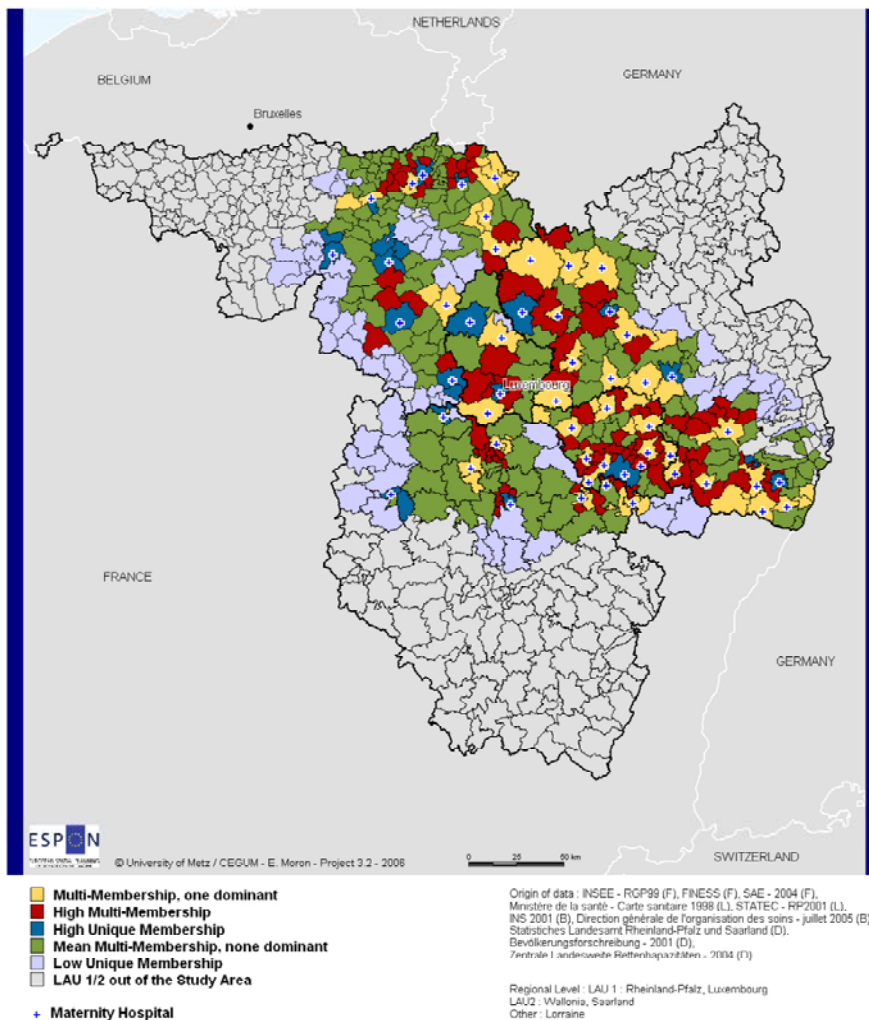 NETHERLANDS
BELGIUM
GERMANY
Bruxelles
Luxembourg
FRANCE
GERMANY
SWITZERLAND
ESPON
© University of Metz / CEGUM - E. Moron - Project 3.2 - 2006
0 25 50 km
Multi-Membership, one dominant
High Multi-Membership
High Unique Membership
Mean Multi-Membership, none dominant
Low Unique Membership
LAU 1/2 out of the Study Area
Maternity Hospital
Origin of data : INSEE - RGP99 (F), FINESS (F), SAE - 2004 (F),
Ministère de la santé - Carte sanitaire 1998 (L), STATEC - RP2001 (L),
INS 2001 (B), Direction générale de l'organisation des soins - juillet 2005 (B)
Statistiches Landesamt Rheinland-Pfalz und Saarland (D),
Bevölkerungsforschreibung - 2001 (D),
Zentrale Landesweite Bettenkapazitäten - 2004 (D)
Regional Level : LAU 1 : Rheinland-Pfalz, Luxembourg
LAU2 : Wallonia, Saarland
Other : Lorraine